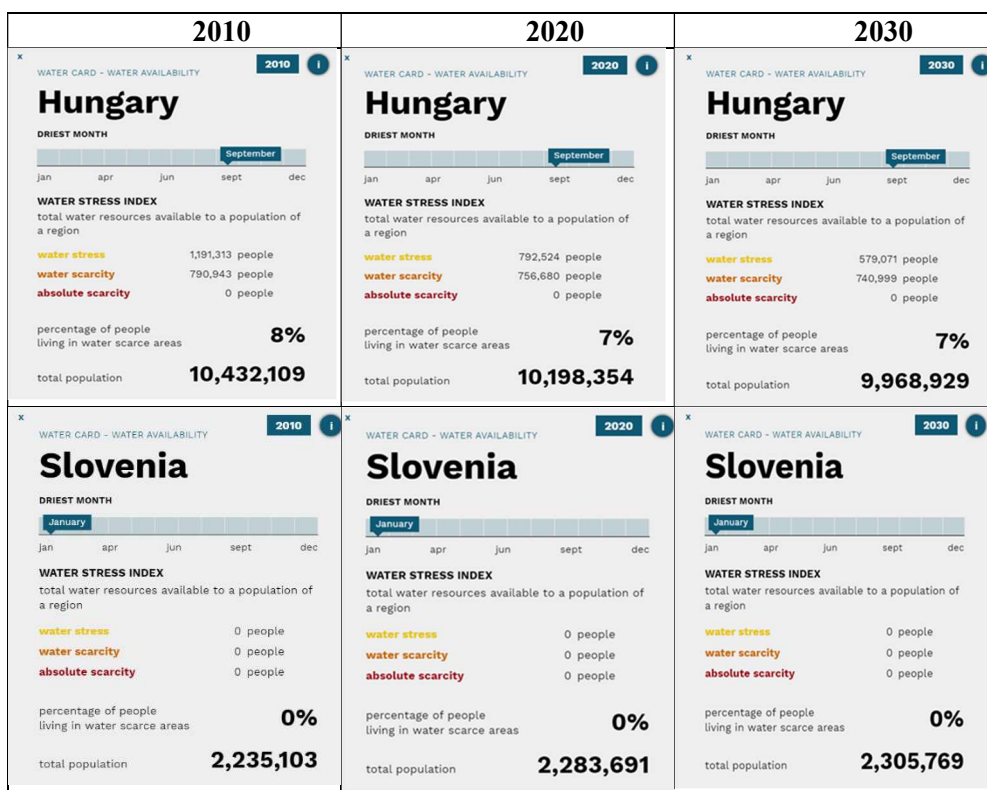 2010 2020 2030
x
2010 i
WATER CARD - WATER AVAILABILITY
Hungary
DRIEST MONTH
September
jan apr jun sept dec
WATER STRESS INDEX
total water resources available to a population of
a region
water stress 1,191,313 people
water scarcity 790,943 people
absolute scarcity 0 people
percentage of people
living in water scarce areas 8%
total population 10,432,109
x
2020 i
WATER CARD - WATER AVAILABILITY
Hungary
DRIEST MONTH
September
jan apr jun sept dec
WATER STRESS INDEX
total water resources available to a population of
a region
water stress 792,524 people
water scarcity 756,680 people
absolute scarcity 0 people
percentage of people
living in water scarce areas 7%
total population 10,198,354
x
2030 i
WATER CARD - WATER AVAILABILITY
Hungary
DRIEST MONTH
September
jan apr jun sept dec
WATER STRESS INDEX
total water resources available to a population of
a region
water stress 579,071 people
water scarcity 740,999 people
absolute scarcity 0 people
percentage of people
living in water scarce areas 7%
total population 9,968,929
x
2010 i
WATER CARD - WATER AVAILABILITY
Slovenia
DRIEST MONTH
January
jan apr jun sept dec
WATER STRESS INDEX
total water resources available to a population of
a region
water stress 0 people
water scarcity 0 people
absolute scarcity 0 people
percentage of people
living in water scarce areas 0%
total population 2,235,103
x
2020 i
WATER CARD - WATER AVAILABILITY
Slovenia
DRIEST MONTH
January
jan apr jun sept dec
WATER STRESS INDEX
total water resources available to a population of
a region
water stress 0 people
water scarcity 0 people
absolute scarcity 0 people
percentage of people
living in water scarce areas 0%
total population 2,283,691
x
2030 i
WATER CARD - WATER AVAILABILITY
Slovenia
DRIEST MONTH
January
jan apr jun sept dec
WATER STRESS INDEX
total water resources available to a population of
a region
water stress 0 people
water scarcity 0 people
absolute scarcity 0 people
percentage of people
living in water scarce areas 0%
total population 2,305,769